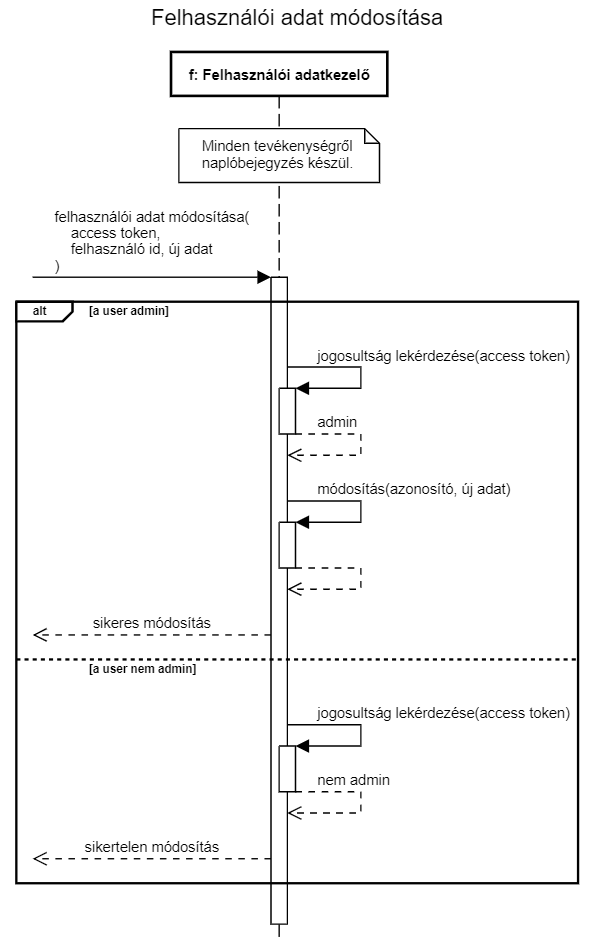 Felhasználói adat módosítása
f: Felhasználói adatkezelő
Minden tevékenységről
naplóbejegyzés készül.
felhasználói adat módosítása(
access token,
felhasználó id, új adat
)
alt
[a user admin]
jogosultság lekérdezése(access token)
admin
módosítás(azonosító, új adat)
sikeres módosítás
[a user nem admin]
jogosultság lekérdezése(access token)
nem admin
sikertelen módosítás